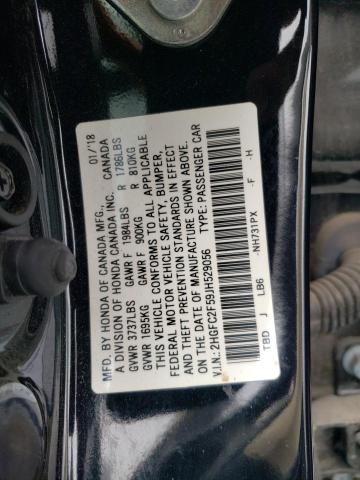 MFD. BY HONDA OF CANADA MFG., 01/18
A DIVISION OF HONDA CANADA INC. CANADA
GVWR 3737LBS GAWR F 1984LBS R 1786LBS
GVWR 1695KG GAWR F 900KG R 810KG
THIS VEHICLE CONFORMS TO ALL APPLICABLE
FEDERAL MOTOR VEHICLE SAFETY, BUMPER,
AND THEFT PREVENTION STANDARDS IN EFFECT
ON THE DATE OF MANUFACTURE SHOWN ABOVE.
V.I.N.: 2HGFC2F59JH529056 TYPE: PASSENGER CAR
TBD J LB6 -NH731PX -F -H